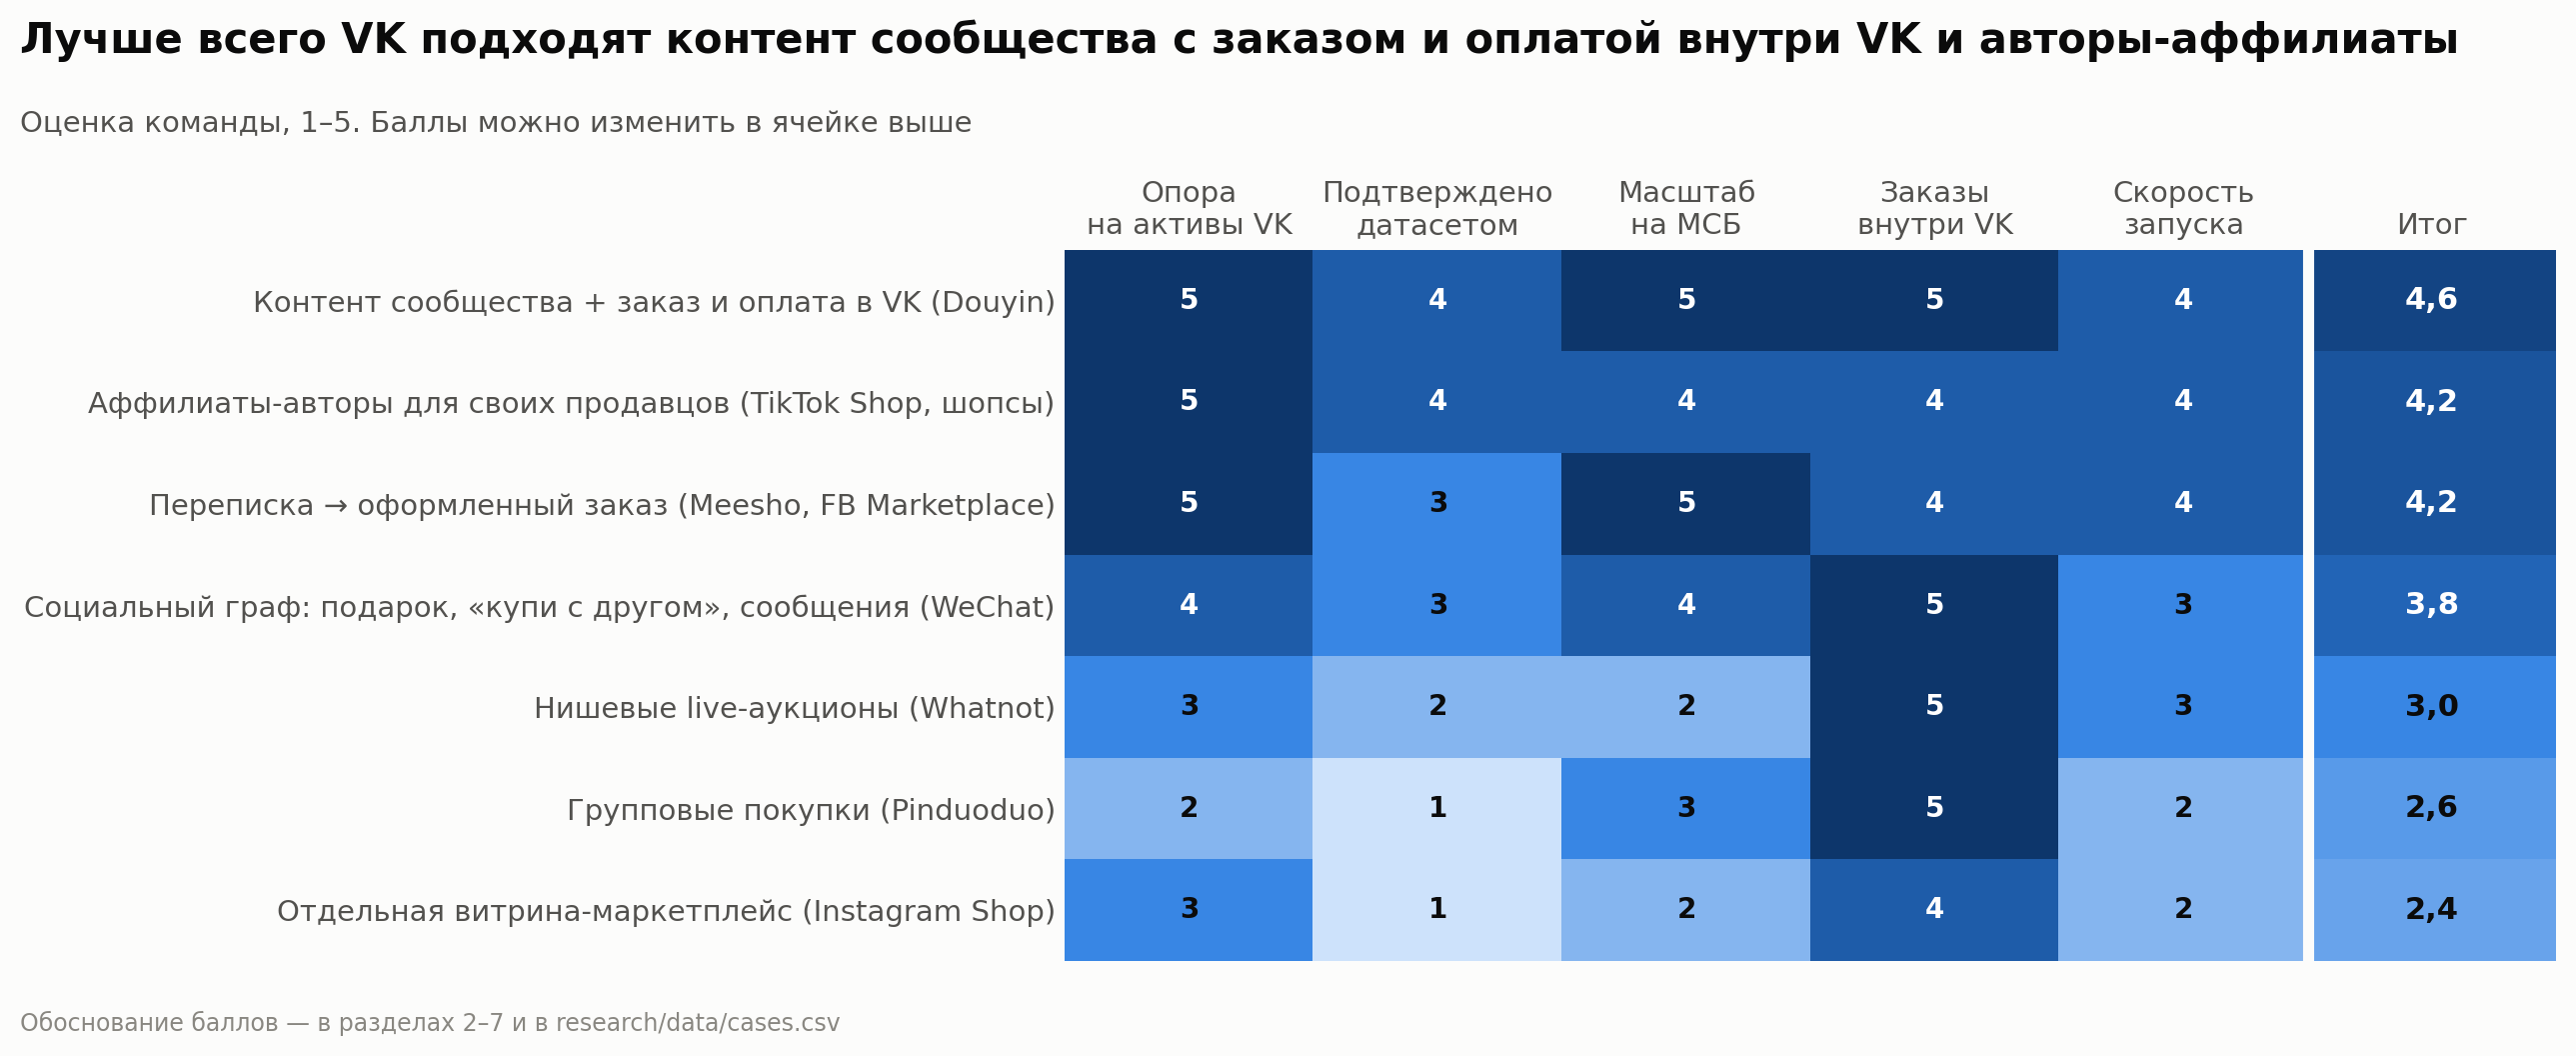 Лучше всего VK подходят контент сообщества с заказом и оплатой внутри VK и авторы-аффилиаты
Оценка команды, 1–5. Баллы можно изменить в ячейке выше
Опора на активы VK
Подтверждено датасетом
Масштаб на МСБ
Заказы внутри VK
Скорость запуска
Итог
Контент сообщества + заказ и оплата в VK (Douyin) 5 4 5 5 4 4,6
Аффилиаты-авторы для своих продавцов (TikTok Shop, шопсы) 5 4 4 4 4 4,2
Переписка → оформленный заказ (Meesho, FB Marketplace) 5 3 5 4 4 4,2
Социальный граф: подарок, «купи с другом», сообщения (WeChat) 4 3 4 5 3 3,8
Нишевые live-аукционы (Whatnot) 3 2 2 5 3 3,0
Групповые покупки (Pinduoduo) 2 1 3 5 2 2,6
Отдельная витрина-маркетплейс (Instagram Shop) 3 1 2 4 2 2,4
Обоснование баллов — в разделах 2–7 и в research/data/cases.csv